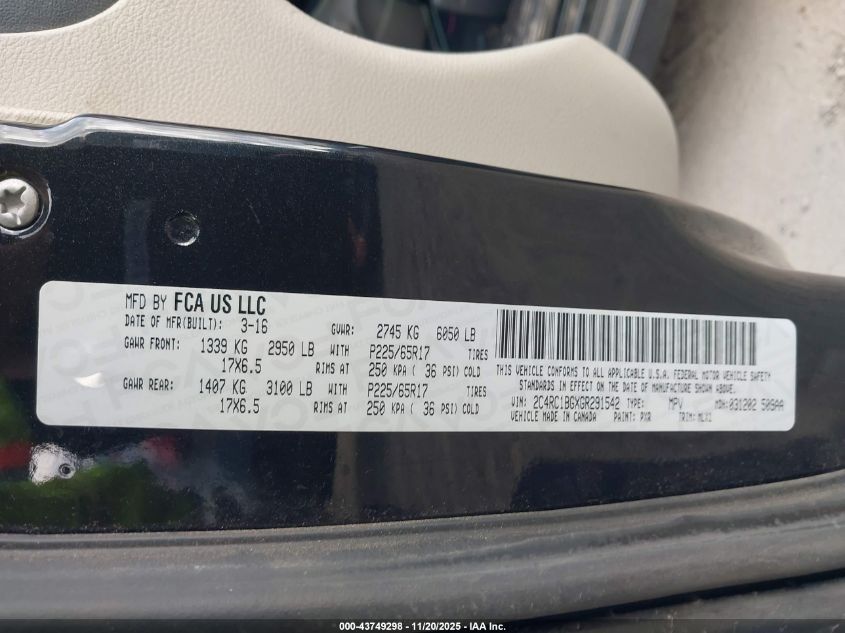 MFD BY FCA US LLC
DATE OF MFR(BUILT): 3-16 GVWR: 2745 KG 6050 LB
GAWR FRONT: 1339 KG 2950 LB WITH P225/65R17 TIRES
17X6.5 RIMS AT 250 KPA ( 36 PSI) COLD
GAWR REAR: 1407 KG 3100 LB WITH P225/65R17 TIRES
17X6.5 RIMS AT 250 KPA ( 36 PSI) COLD
THIS VEHICLE CONFORMS TO ALL APPLICABLE U.S.A. FEDERAL MOTOR VEHICLE SAFETY
STANDARDS IN EFFECT ON THE DATE OF MANUFACTURE SHOWN ABOVE.
VIN: 2C4RC1BGXGR291542 TYPE: MPV MDH:031202 509AA
VEHICLE MADE IN CANADA PAINT: PXR TRIM: MLX1
000-43749298 - 11/20/2025 - IAA Inc.